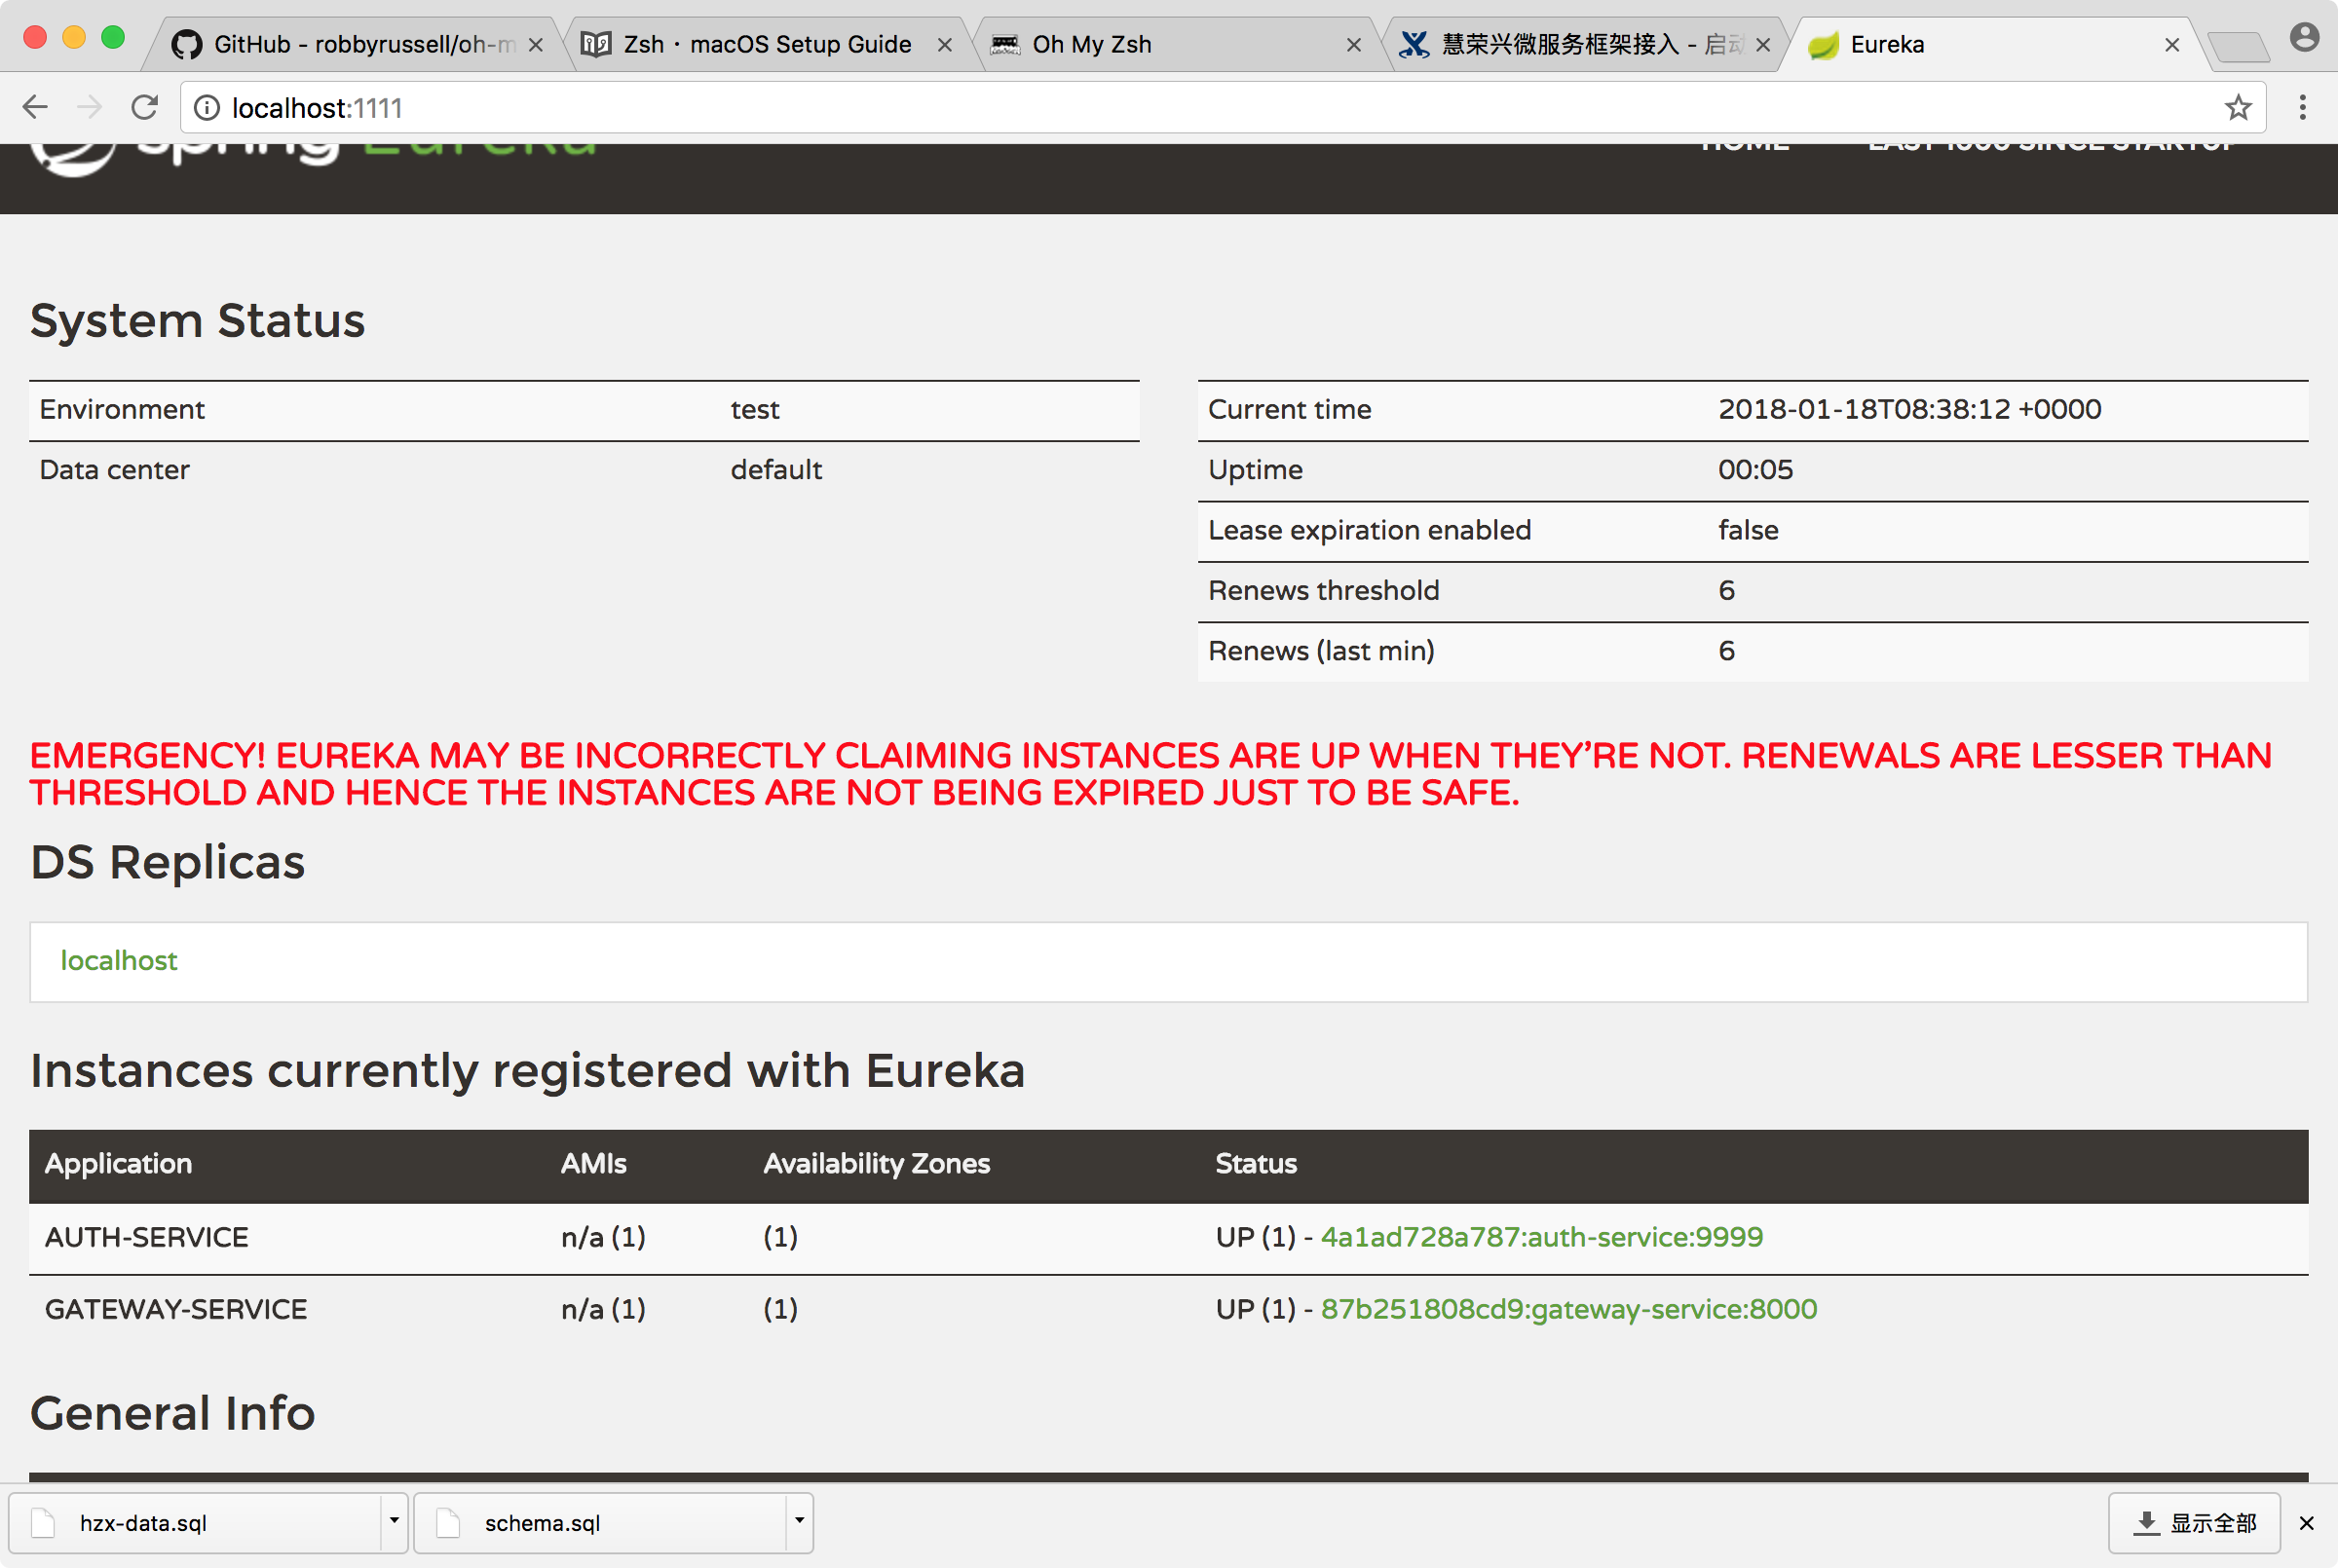 GitHub - robbyrussell/oh-m
Zsh · macOS Setup Guide
Oh My Zsh
慧荣兴微服务框架接入 - 启动
Eureka
localhost:1111
spring Eureka
HOME
LAST 1000 SINCE STARTUP
System Status
Environment test
Data center default
Current time 2018-01-18T08:38:12 +0000
Uptime 00:05
Lease expiration enabled false
Renews threshold 6
Renews (last min) 6
EMERGENCY! EUREKA MAY BE INCORRECTLY CLAIMING INSTANCES ARE UP WHEN THEY’RE NOT. RENEWALS ARE LESSER THAN
THRESHOLD AND HENCE THE INSTANCES ARE NOT BEING EXPIRED JUST TO BE SAFE.
DS Replicas
localhost
Instances currently registered with Eureka
Application AMIs Availability Zones Status
AUTH-SERVICE n/a (1) (1) UP (1) - 4a1ad728a787:auth-service:9999
GATEWAY-SERVICE n/a (1) (1) UP (1) - 87b251808cd9:gateway-service:8000
General Info
hzx-data.sql
schema.sql
显示全部